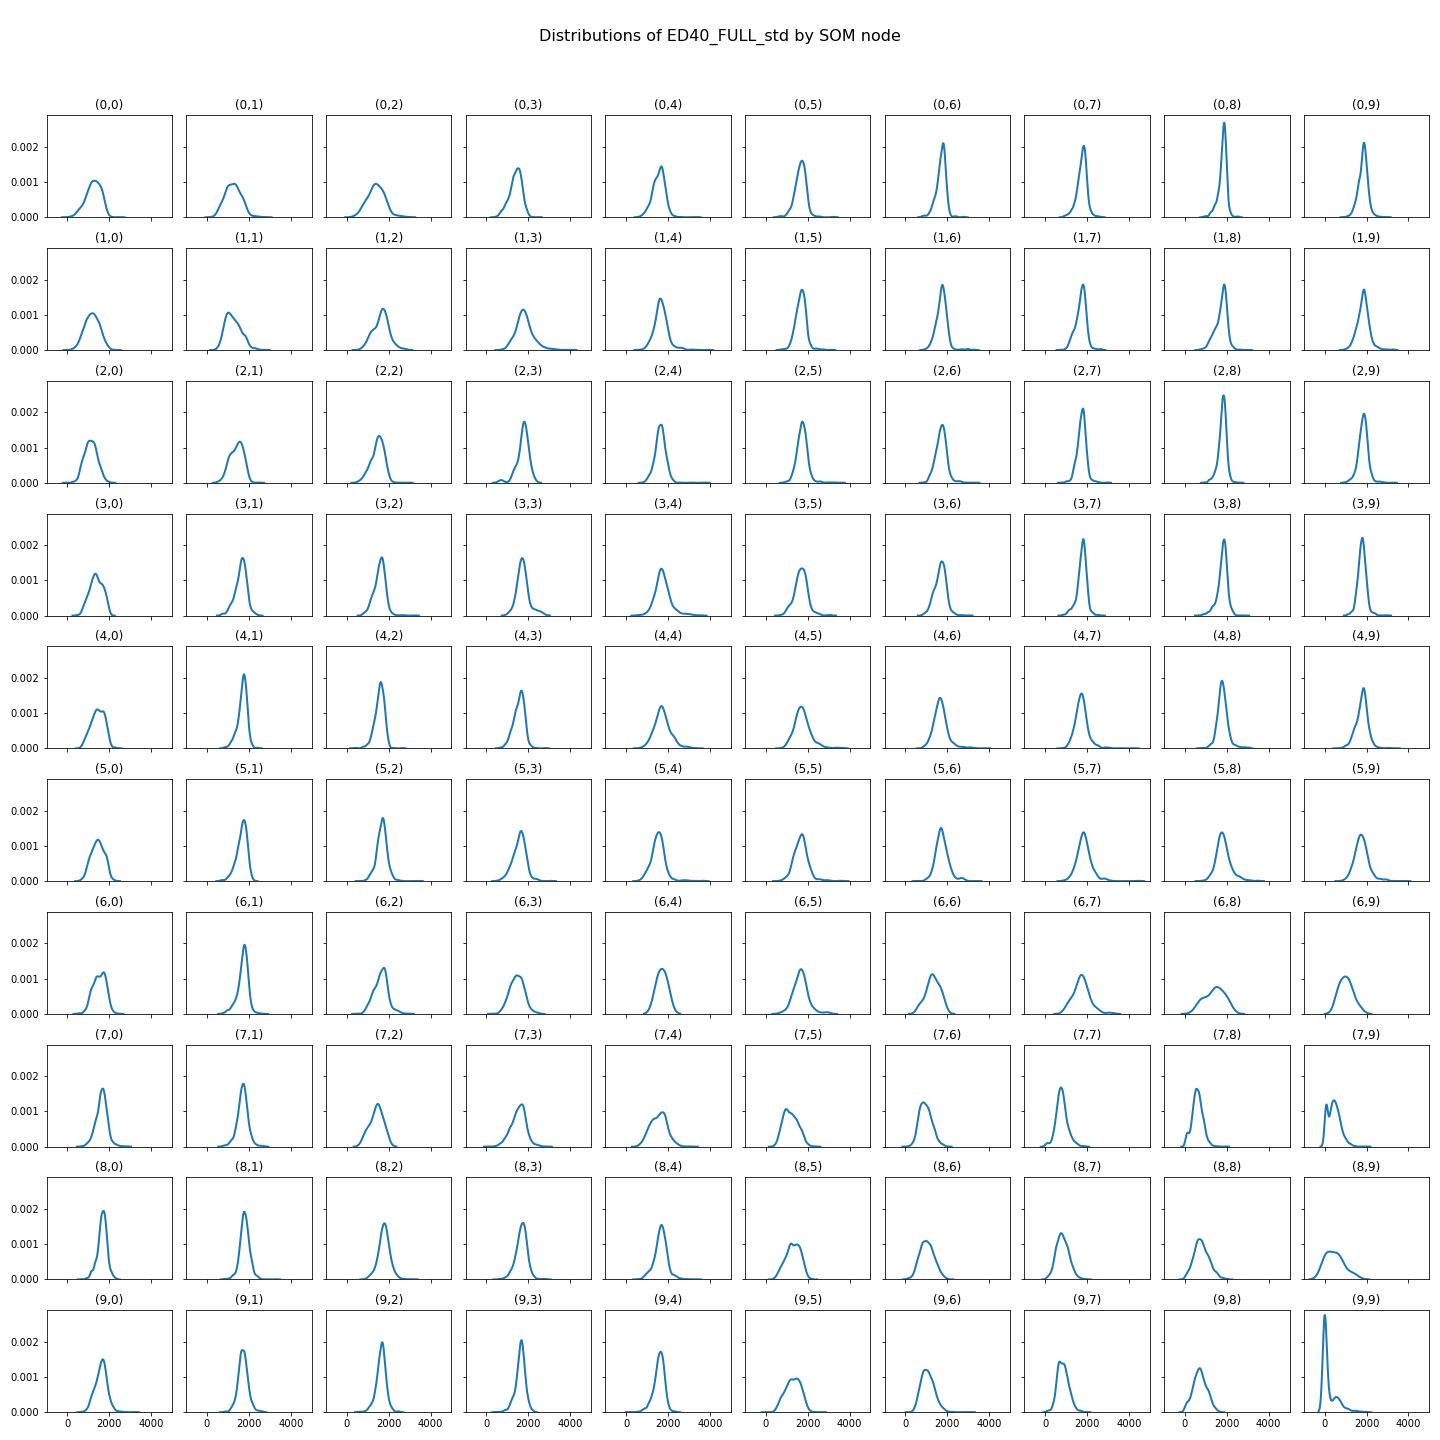 Distributions of ED40_FULL_std by SOM node
(0,0) (0,1) (0,2) (0,3) (0,4) (0,5) (0,6) (0,7) (0,8) (0,9)
0.002
0.001
0.000
(1,0) (1,1) (1,2) (1,3) (1,4) (1,5) (1,6) (1,7) (1,8) (1,9)
0.002
0.001
0.000
(2,0) (2,1) (2,2) (2,3) (2,4) (2,5) (2,6) (2,7) (2,8) (2,9)
0.002
0.001
0.000
(3,0) (3,1) (3,2) (3,3) (3,4) (3,5) (3,6) (3,7) (3,8) (3,9)
0.002
0.001
0.000
(4,0) (4,1) (4,2) (4,3) (4,4) (4,5) (4,6) (4,7) (4,8) (4,9)
0.002
0.001
0.000
(5,0) (5,1) (5,2) (5,3) (5,4) (5,5) (5,6) (5,7) (5,8) (5,9)
0.002
0.001
0.000
(6,0) (6,1) (6,2) (6,3) (6,4) (6,5) (6,6) (6,7) (6,8) (6,9)
0.002
0.001
0.000
(7,0) (7,1) (7,2) (7,3) (7,4) (7,5) (7,6) (7,7) (7,8) (7,9)
0.002
0.001
0.000
(8,0) (8,1) (8,2) (8,3) (8,4) (8,5) (8,6) (8,7) (8,8) (8,9)
0.002
0.001
0.000
(9,0) (9,1) (9,2) (9,3) (9,4) (9,5) (9,6) (9,7) (9,8) (9,9)
0.002
0.001
0.000
0 2000 4000 0 2000 4000 0 2000 4000 0 2000 4000 0 2000 4000 0 2000 4000 0 2000 4000 0 2000 4000 0 2000 4000 0 2000 4000